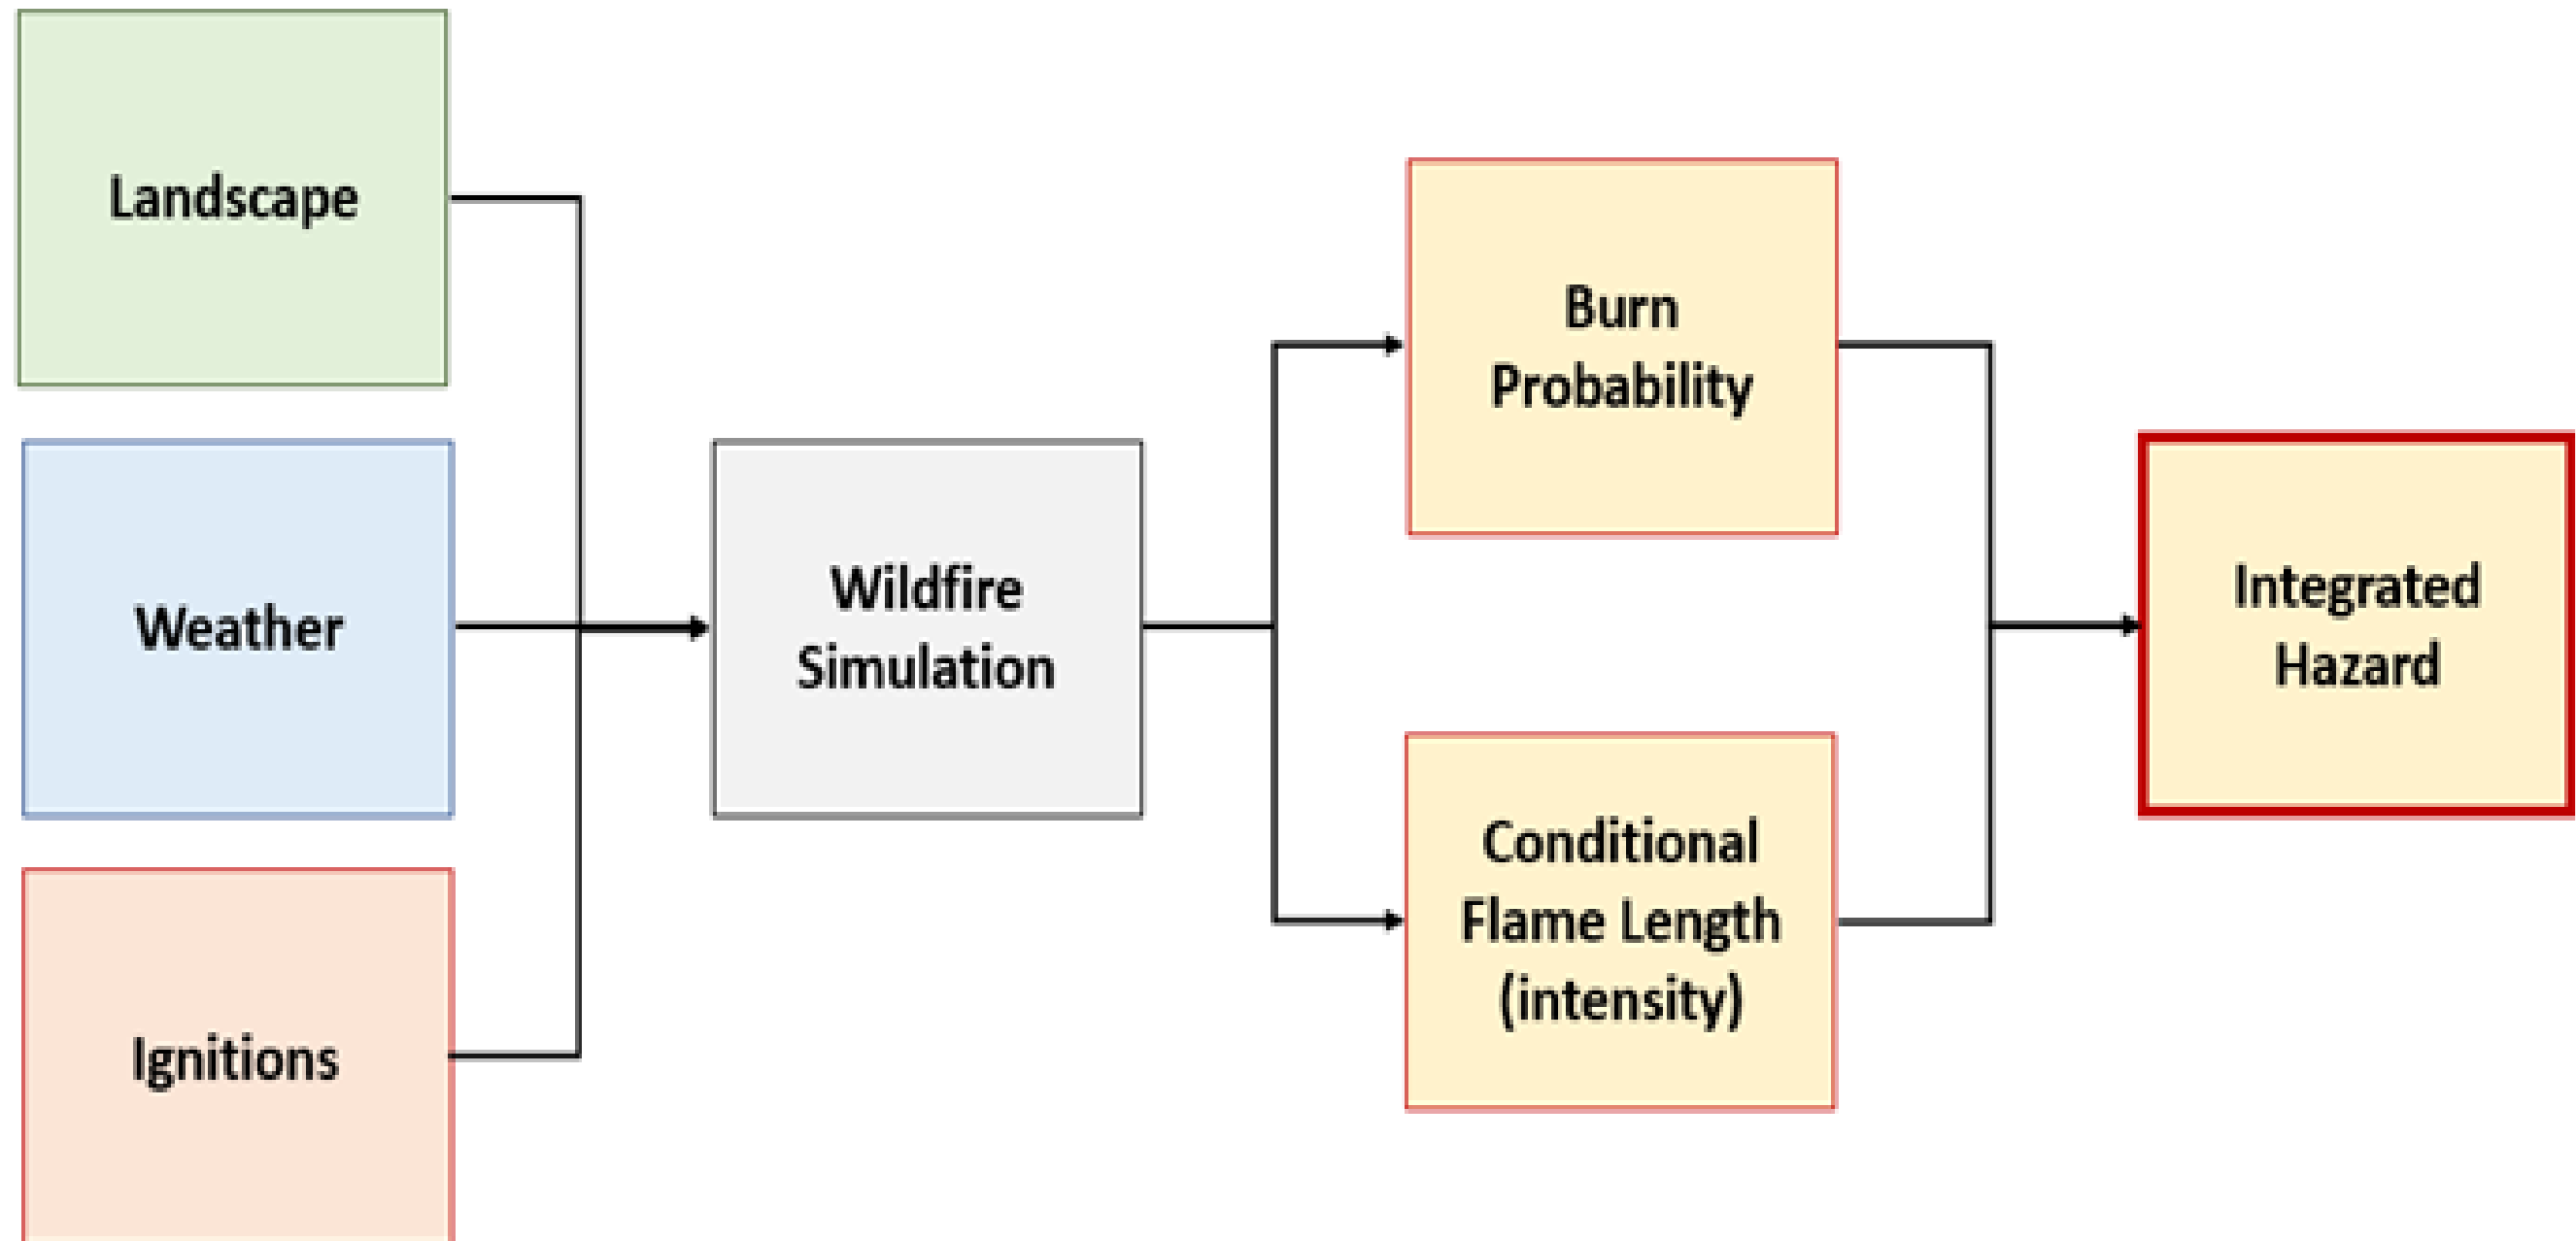 Landscape
Weather
Ignitions
Wildfire
Simulation
Burn
Probability
Conditional
Flame Length
(intensity)
Integrated
Hazard